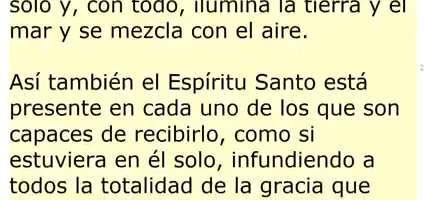 solo y, con todo, ilumina la tierra y el
mar y se mezcla con el aire.
Así también el Espíritu Santo está
presente en cada uno de los que son
capaces de recibirlo, como si
estuviera en él solo, infundiendo a
todos la totalidad de la gracia que